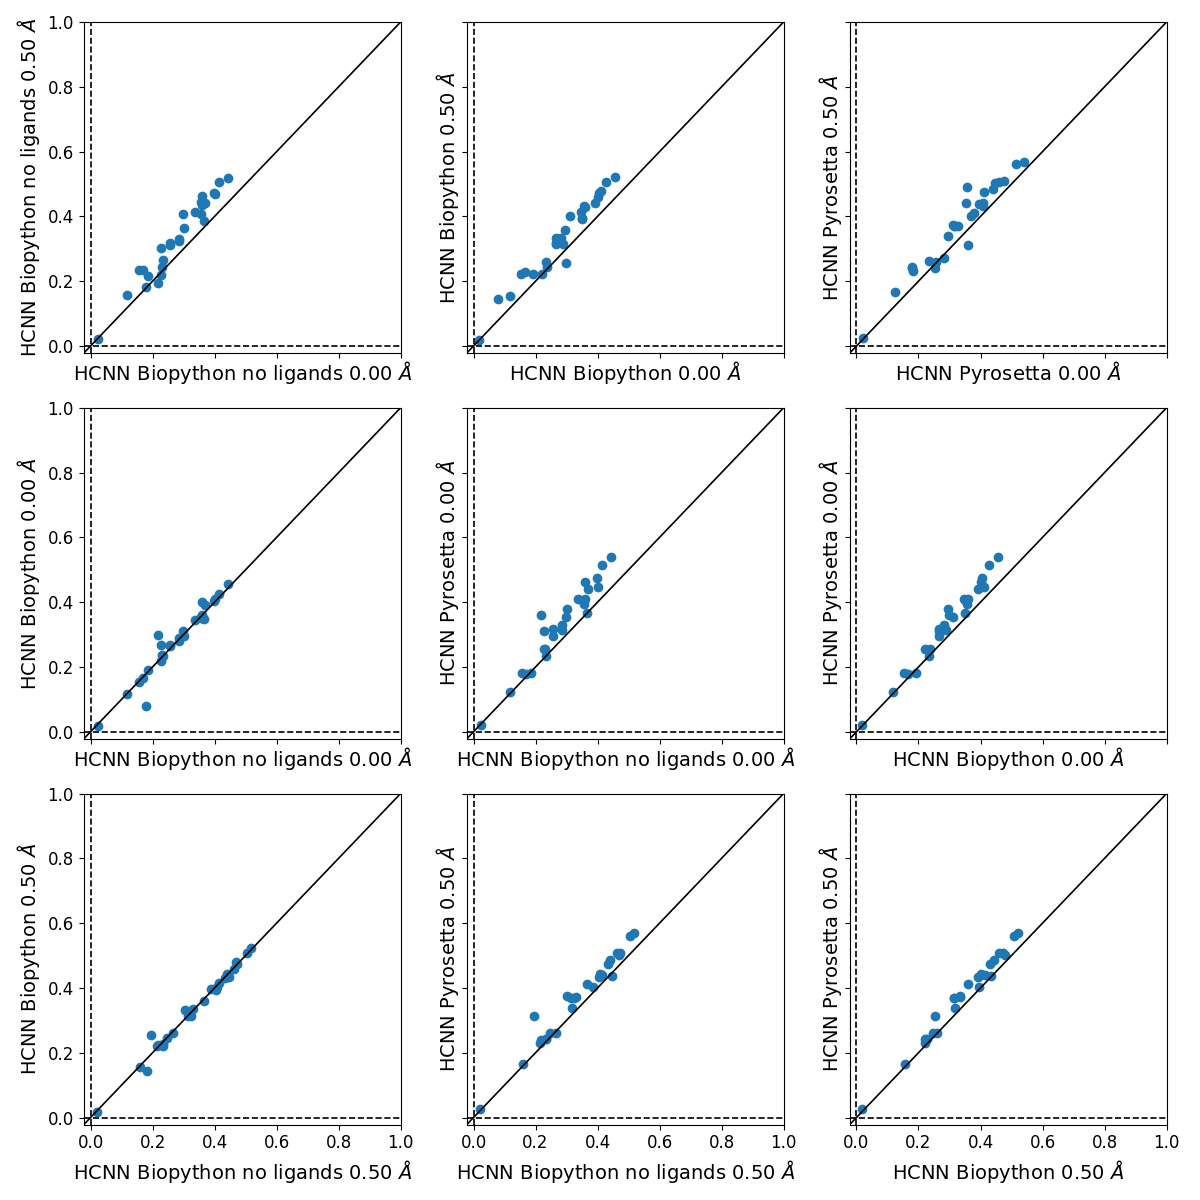 HCNN Biopython no ligands 0.50 Å
1.0
0.8
0.6
0.4
0.2
0.0
HCNN Biopython no ligands 0.00 Å
HCNN Biopython 0.50 Å
HCNN Biopython 0.00 Å
HCNN Pyrosetta 0.50 Å
HCNN Pyrosetta 0.00 Å
HCNN Biopython 0.00 Å
1.0
0.8
0.6
0.4
0.2
0.0
HCNN Biopython no ligands 0.00 Å
HCNN Pyrosetta 0.00 Å
HCNN Biopython no ligands 0.00 Å
HCNN Pyrosetta 0.00 Å
HCNN Biopython 0.00 Å
HCNN Biopython 0.50 Å
1.0
0.8
0.6
0.4
0.2
0.0
0.0 0.2 0.4 0.6 0.8 1.0
HCNN Biopython no ligands 0.50 Å
HCNN Pyrosetta 0.50 Å
0.0 0.2 0.4 0.6 0.8 1.0
HCNN Biopython no ligands 0.50 Å
HCNN Pyrosetta 0.50 Å
0.0 0.2 0.4 0.6 0.8 1.0
HCNN Biopython 0.50 Å